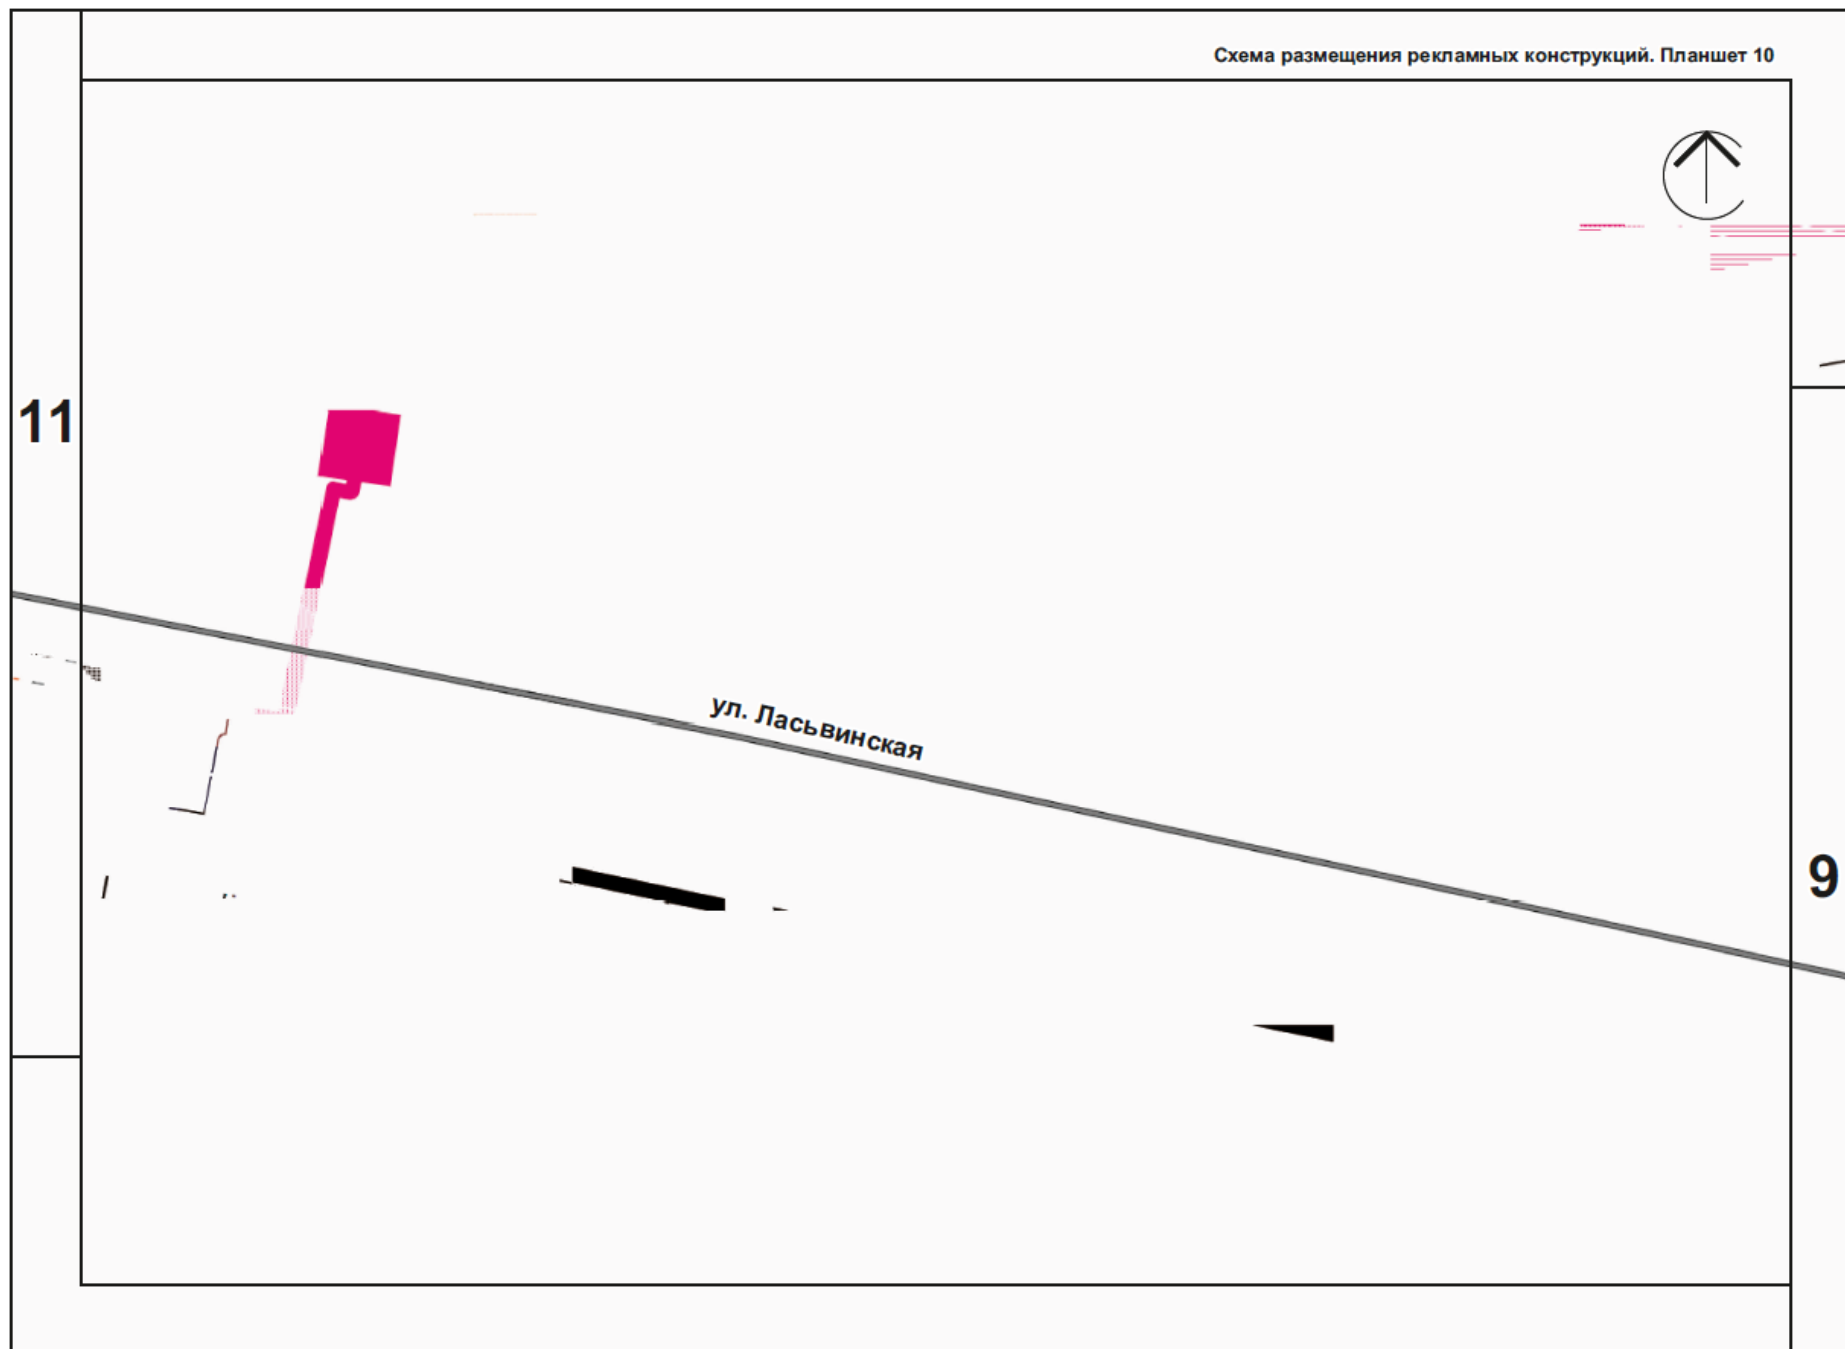 Схема размещения рекламных конструкций. Планшет 10
11
ул. Ласьвинская
9